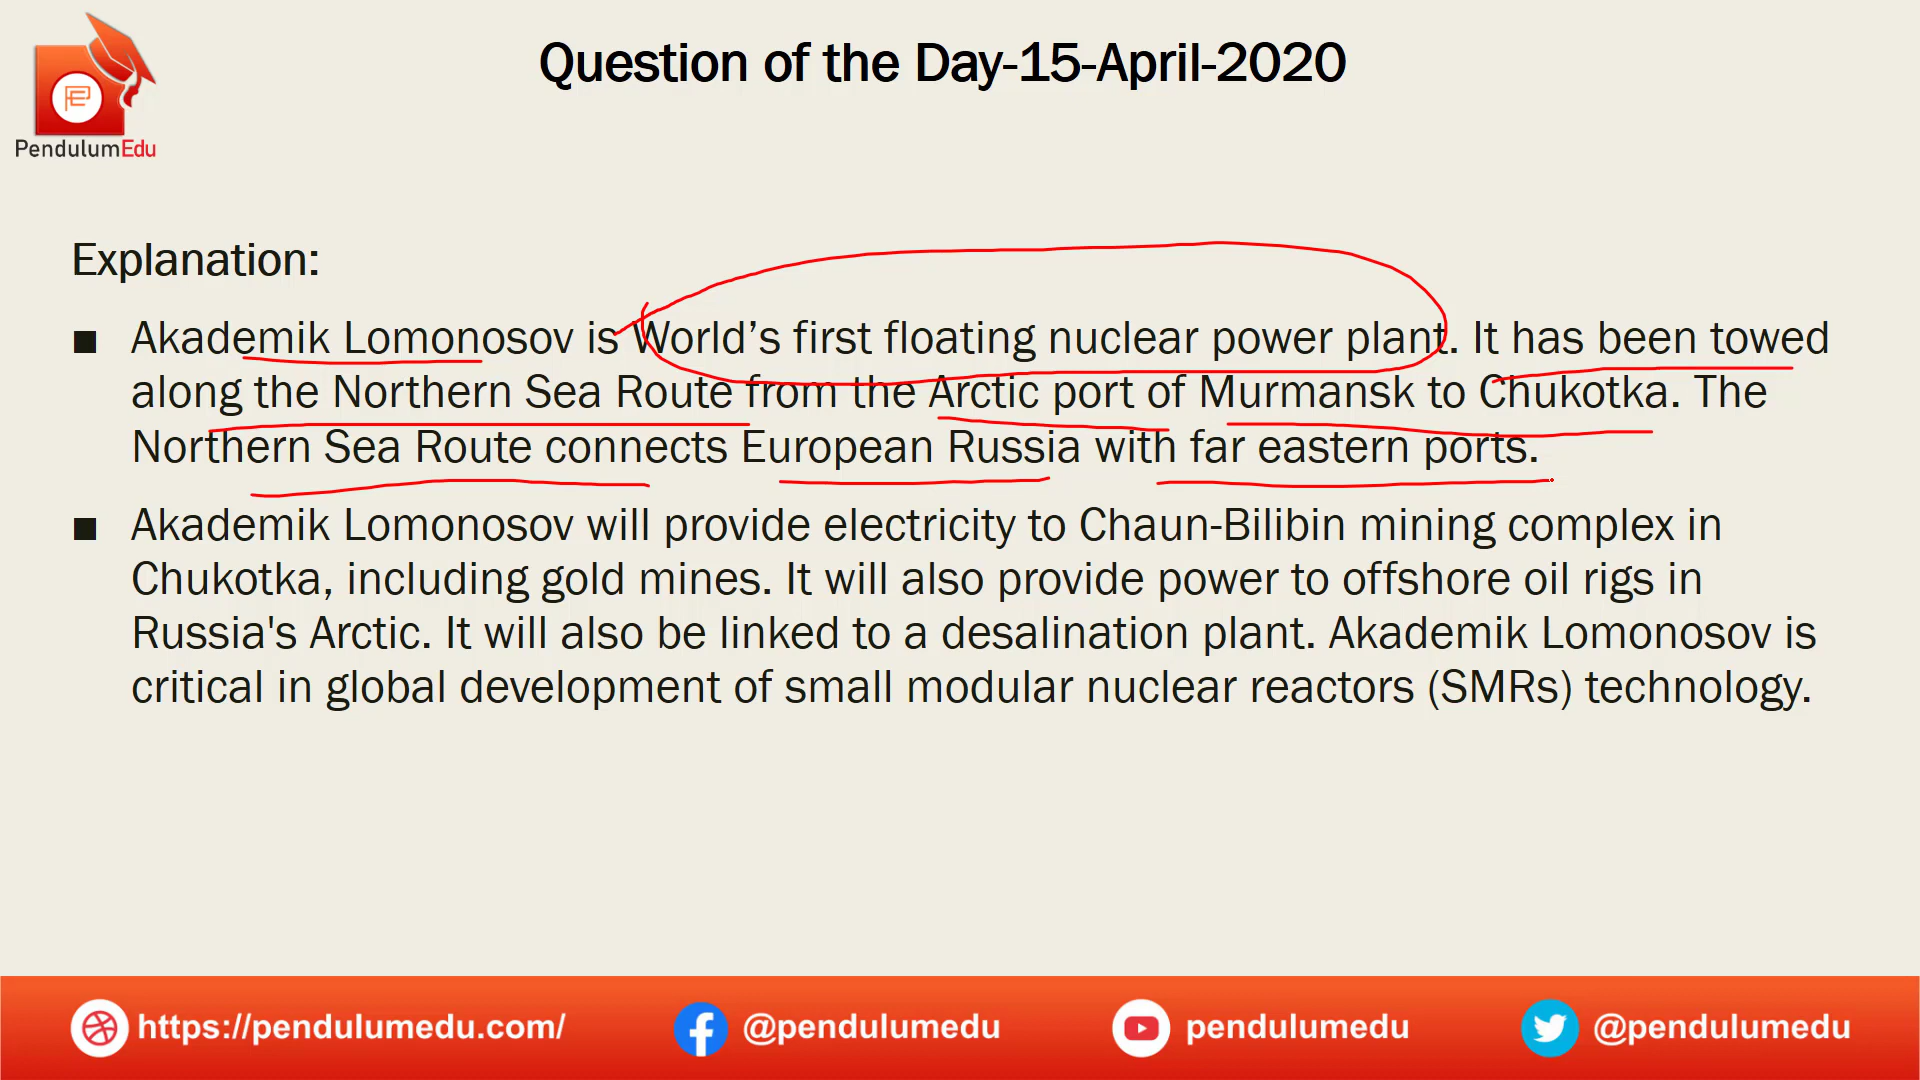 PendulumEdu
Question of the Day-15-April-2020
Explanation:
■ Akademik Lomonosov is World’s first floating nuclear power plant. It has been towed
along the Northern Sea Route from the Arctic port of Murmansk to Chukotka. The
Northern Sea Route connects European Russia with far eastern ports.
■ Akademik Lomonosov will provide electricity to Chaun-Bilibin mining complex in
Chukotka, including gold mines. It will also provide power to offshore oil rigs in
Russia's Arctic. It will also be linked to a desalination plant. Akademik Lomonosov is
critical in global development of small modular nuclear reactors (SMRs) technology.
https://pendulumedu.com/ @pendulumedu pendulumedu @pendulumedu